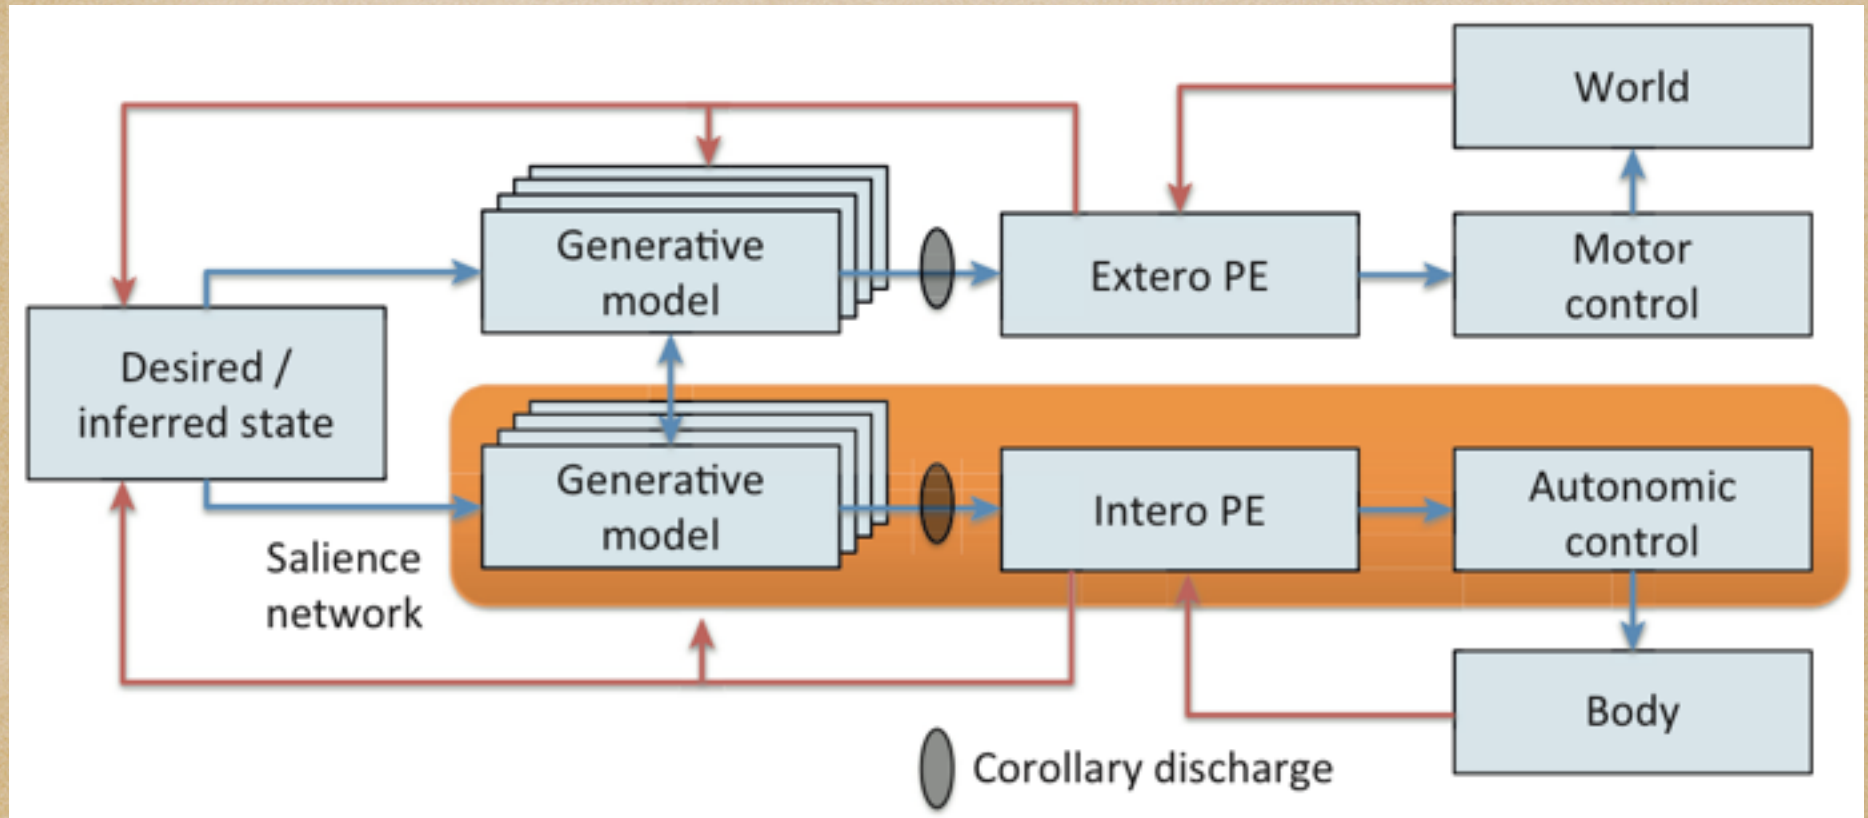 World
Generative
model
Extero PE
Motor
control
Desired /
inferred state
Generative
model
Intero PE
Autonomic
control
Salience
network
Body
Corollary discharge